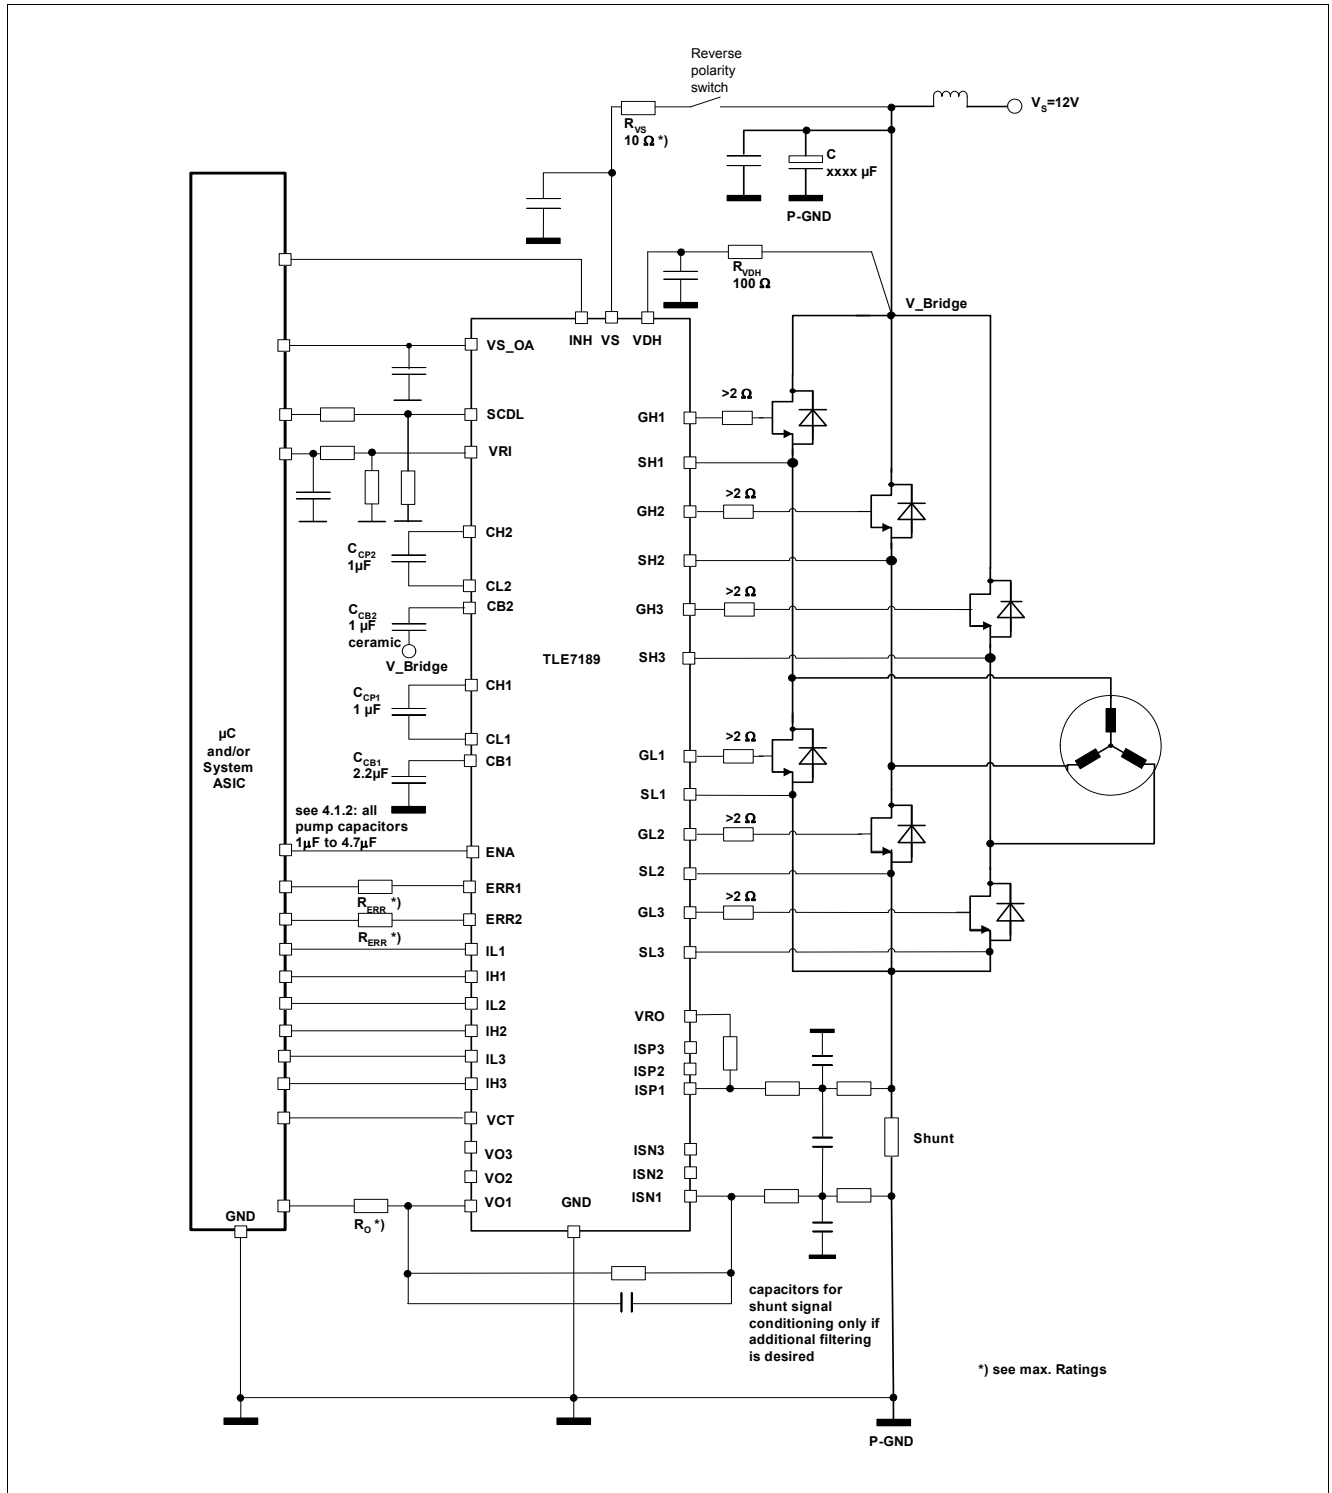 Reverse
polarity
switch
V_S=12V
R_VS
10 Ω *)
C
xxxx µF
P-GND
R_VDH
100 Ω
V_Bridge
INH VS VDH
VS_OA
SCDL
VRI
CH2
C_CP2
1µF
CL2
CB2
C_CB2
1 µF
ceramic
V_Bridge
CH1
C_CP1
1 µF
CL1
CB1
C_CB1
2.2µF
see 4.1.2: all
pump capacitors
1µF to 4.7µF
µC
and/or
System
ASIC
TLE7189
ENA
ERR1
R_ERR *)
ERR2
R_ERR *)
IL1
IH1
IL2
IH2
IL3
IH3
VCT
VO3
VO2
VO1
R_O *)
GND
GND
GH1
>2 Ω
SH1
GH2
>2 Ω
SH2
GH3
>2 Ω
SH3
GL1
>2 Ω
SL1
GL2
>2 Ω
SL2
GL3
>2 Ω
SL3
VRO
ISP3
ISP2
ISP1
ISN3
ISN2
ISN1
Shunt
capacitors for
shunt signal
conditioning only if
additional filtering
is desired
*) see max. Ratings
P-GND